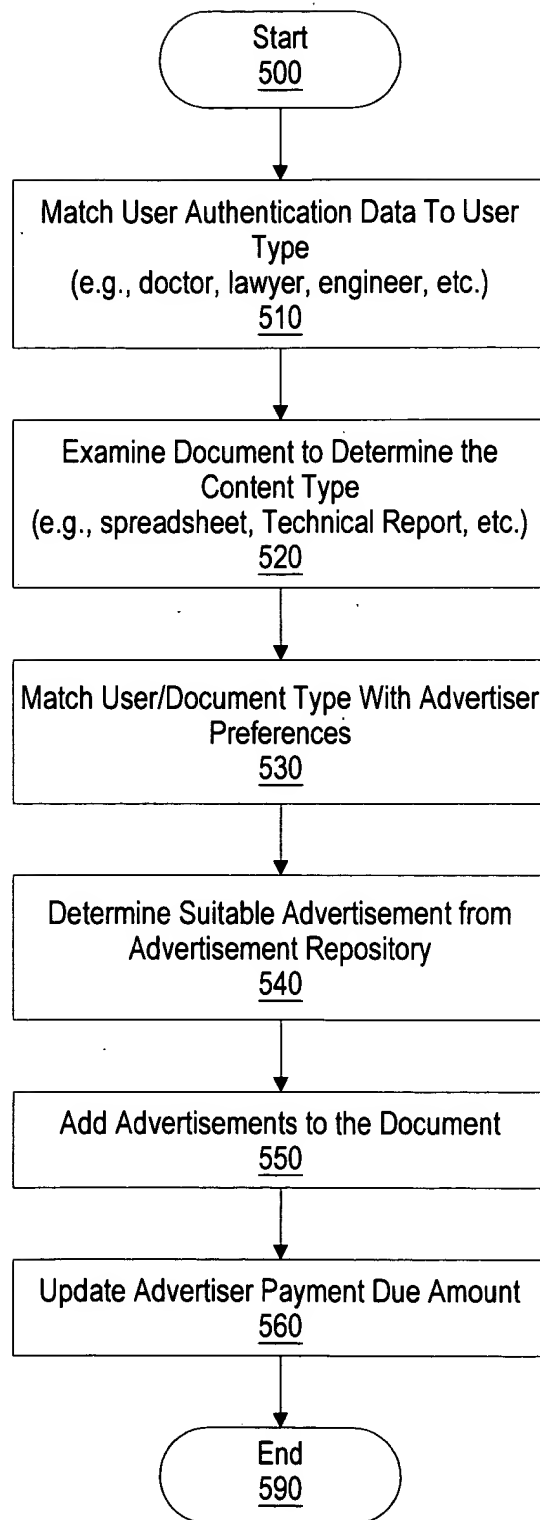 Start
500
Match User Authentication Data To User
Type
(e.g., doctor, lawyer, engineer, etc.)
510
Examine Document to Determine the
Content Type
(e.g., spreadsheet, Technical Report, etc.)
520
Match User/Document Type With Advertiser
Preferences
530
Determine Suitable Advertisement from
Advertisement Repository
540
Add Advertisements to the Document
550
Update Advertiser Payment Due Amount
560
End
590